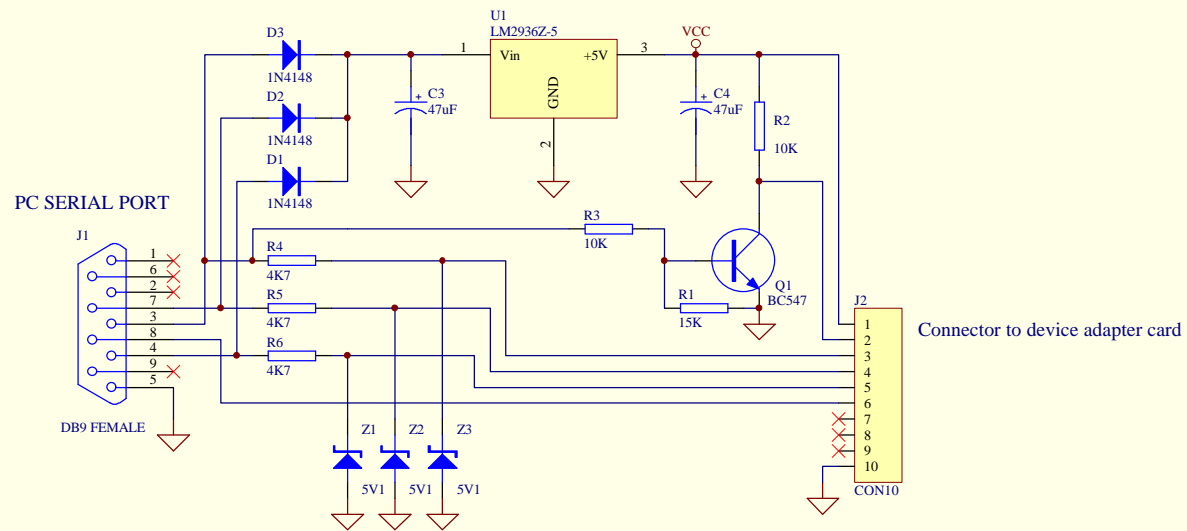 U1
LM2936Z-5
D3
1N4148
1
Vin
+5V
GND
2
3
VCC
D2
1N4148
+
C3
47uF
+
C4
47uF
R2
10K
D1
1N4148
PC SERIAL PORT
J1
1
6
2
7
3
8
4
9
5
DB9 FEMALE
R4
4K7
R5
4K7
R6
4K7
R3
10K
R1
15K
Q1
BC547
Z1
5V1
Z2
5V1
Z3
5V1
J2
1
2
3
4
5
6
7
8
9
10
CON10
Connector to device adapter card